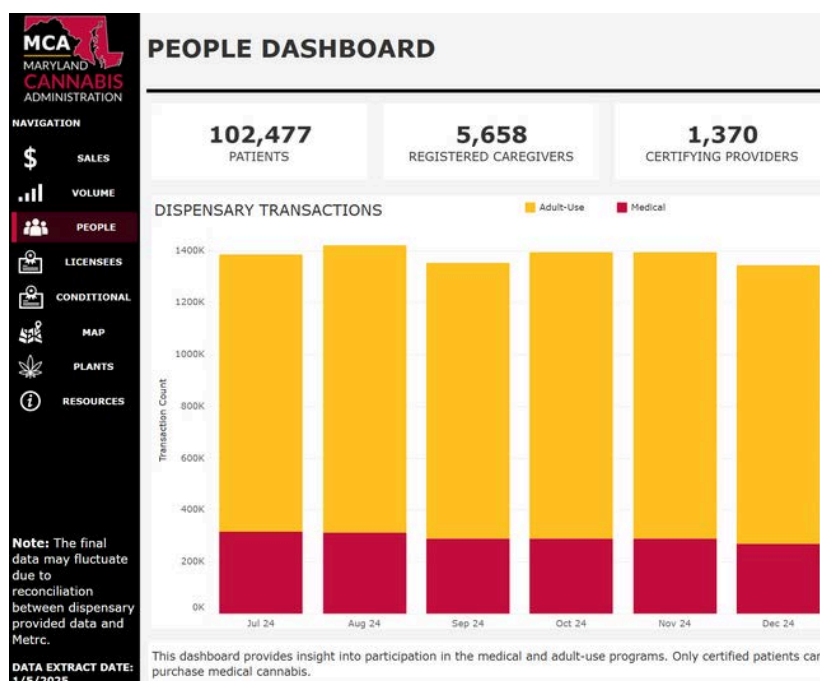 MCA
MARYLAND
CANNABIS
ADMINISTRATION
NAVIGATION
SALES
VOLUME
PEOPLE
LICENSEES
CONDITIONAL
MAP
PLANTS
RESOURCES
Note: The final
data may fluctuate
due to
reconciliation
between dispensary
provided data and
Metrc.
DATA EXTRACT DATE:
1/5/2025
PEOPLE DASHBOARD
102,477
PATIENTS
5,658
REGISTERED CAREGIVERS
1,370
CERTIFYING PROVIDERS
DISPENSARY TRANSACTIONS
Adult-Use
Medical
Transaction Count
1400K
1200K
1000K
800K
600K
400K
200K
0K
Jul 24
Aug 24
Sep 24
Oct 24
Nov 24
Dec 24
This dashboard provides insight into participation in the medical and adult-use programs. Only certified patients can
purchase medical cannabis.